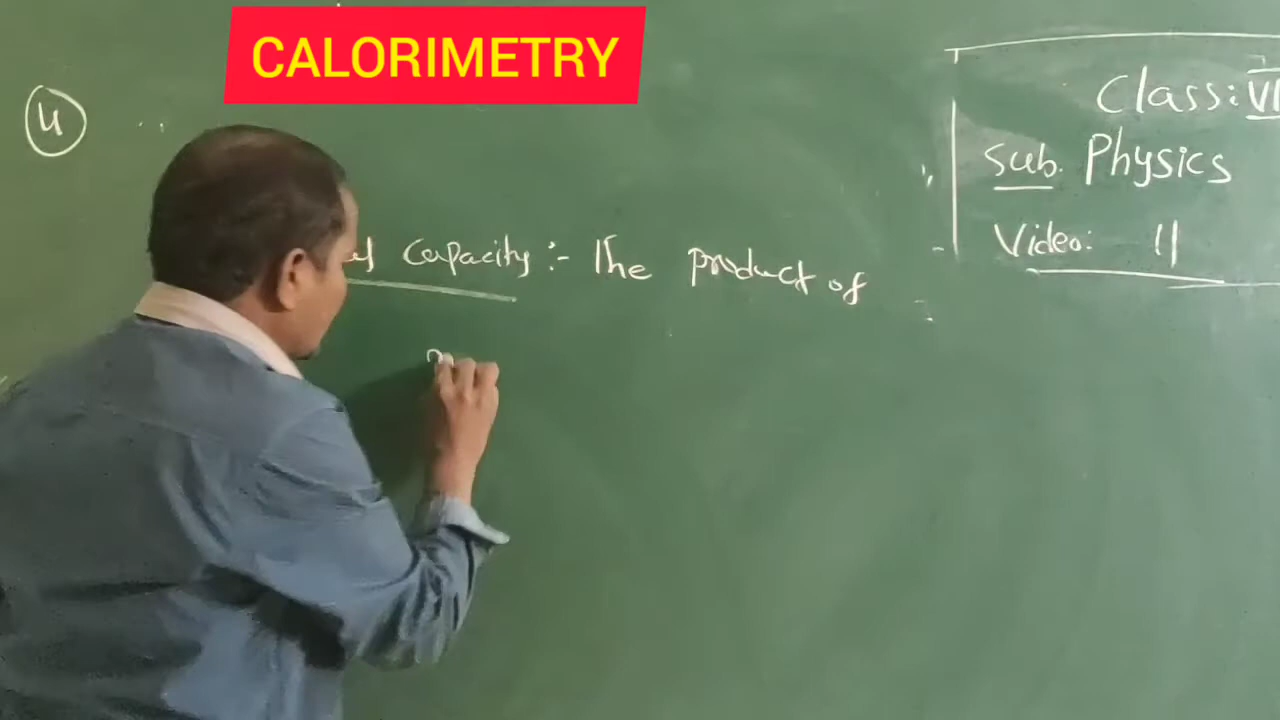 CALORIMETRY
4
Class: VI
Sub. Physics
Video: 11
Capacity :- The product of